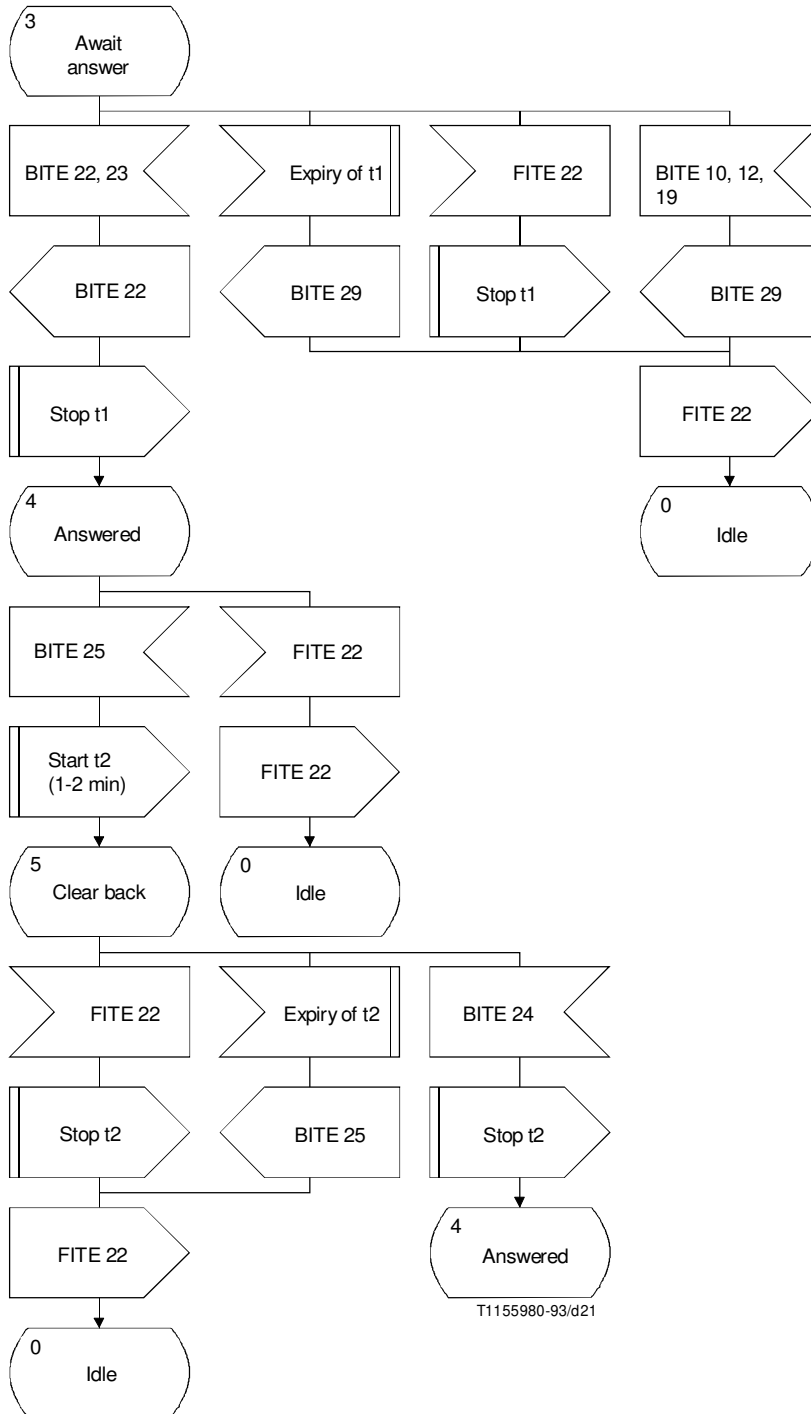 3
Await
answer
BITE 22, 23
Expiry of t1
FITE 22
BITE 10, 12,
19
BITE 22
BITE 29
Stop t1
BITE 29
Stop t1
FITE 22
4
Answered
0
Idle
BITE 25
FITE 22
Start t2
(1-2 min)
FITE 22
5
Clear back
0
Idle
FITE 22
Expiry of t2
BITE 24
Stop t2
BITE 25
Stop t2
FITE 22
4
Answered
T1155980-93/d21
0
Idle